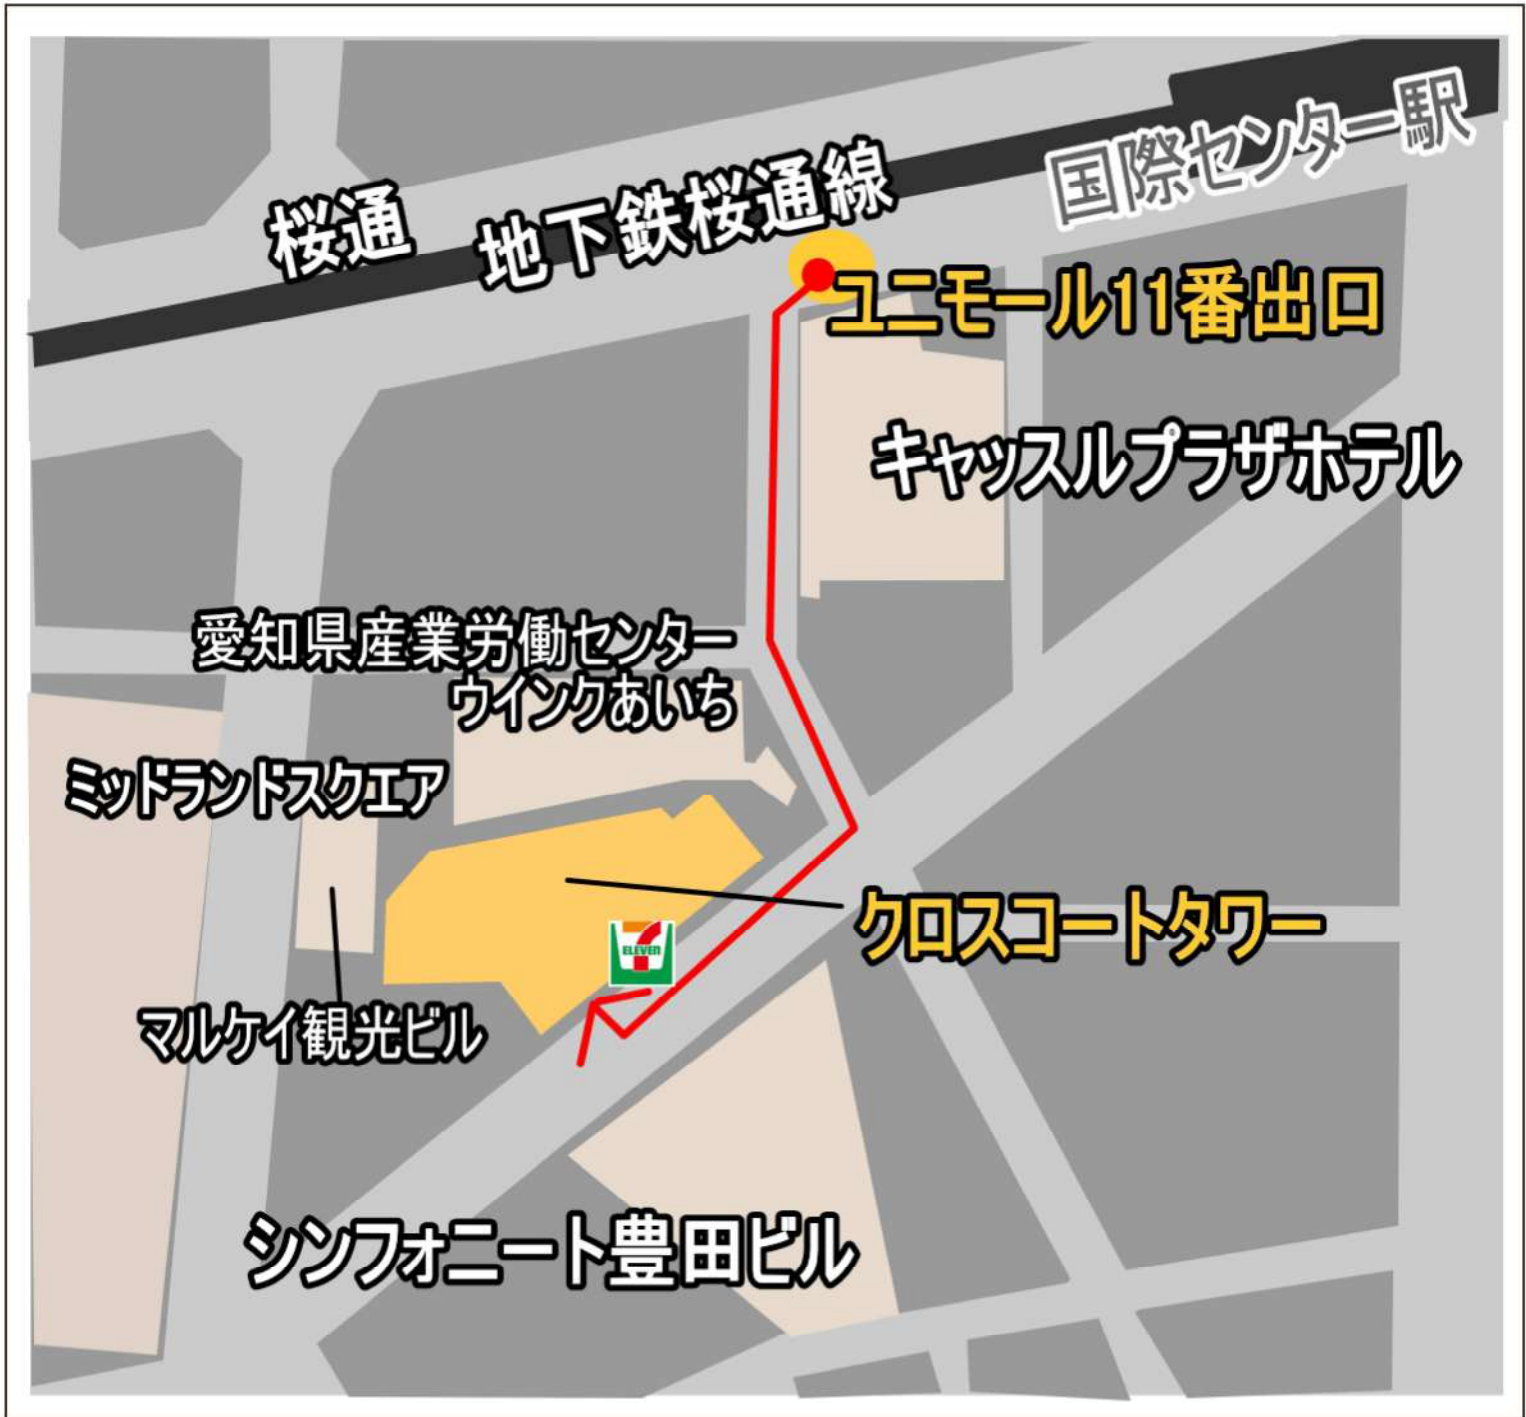 国際センター駅
桜通
地下鉄桜通線
ユニモール11番出口
キャッスルプラザホテル
愛知県産業労働センター
ウインクあいち
ミッドランドスクエア
クロスコートタワー
7
ELEVEn
マルケイ観光ビル
シンフォニート豊田ビル